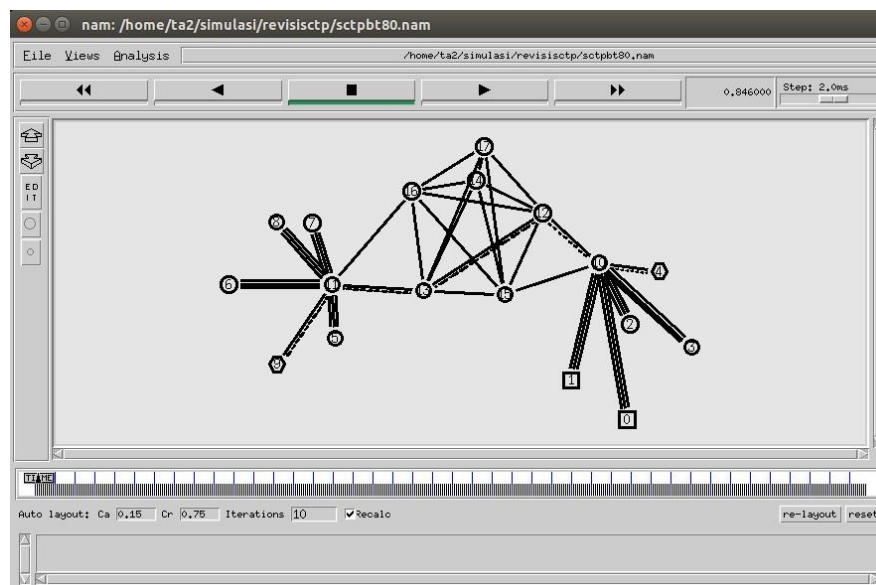 nam: /home/ta2/simulasi/revisisctp/sctpbt80.nam
File Views Analysis /home/ta2/simulasi/revisisctp/sctpbt80.nam
0.846000 Step: 2.0ms
ED
IT
17
14
16
12
8 7
10
4
6 11
13 15
2
5
3
9
1
0
TIME
Auto layout: Ca 0.15 Cr 0.75 Iterations 10 Recalc re-layout reset